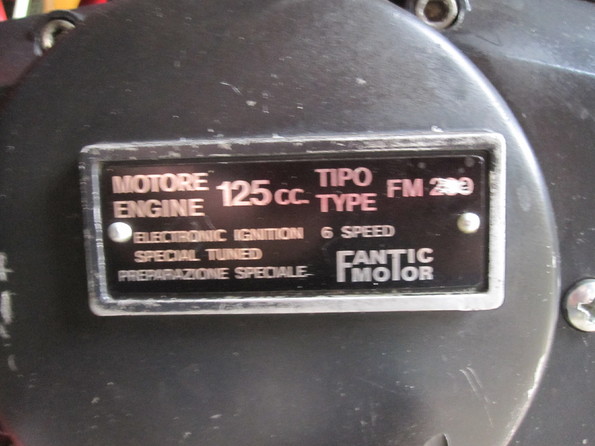 MOTORE ENGINE 125 cc. TIPO TYPE FM
ELECTRONIC IGNITION 6 SPEED
SPECIAL TUNED
PREPARAZIONE SPECIALE
FANTIC MOTOR